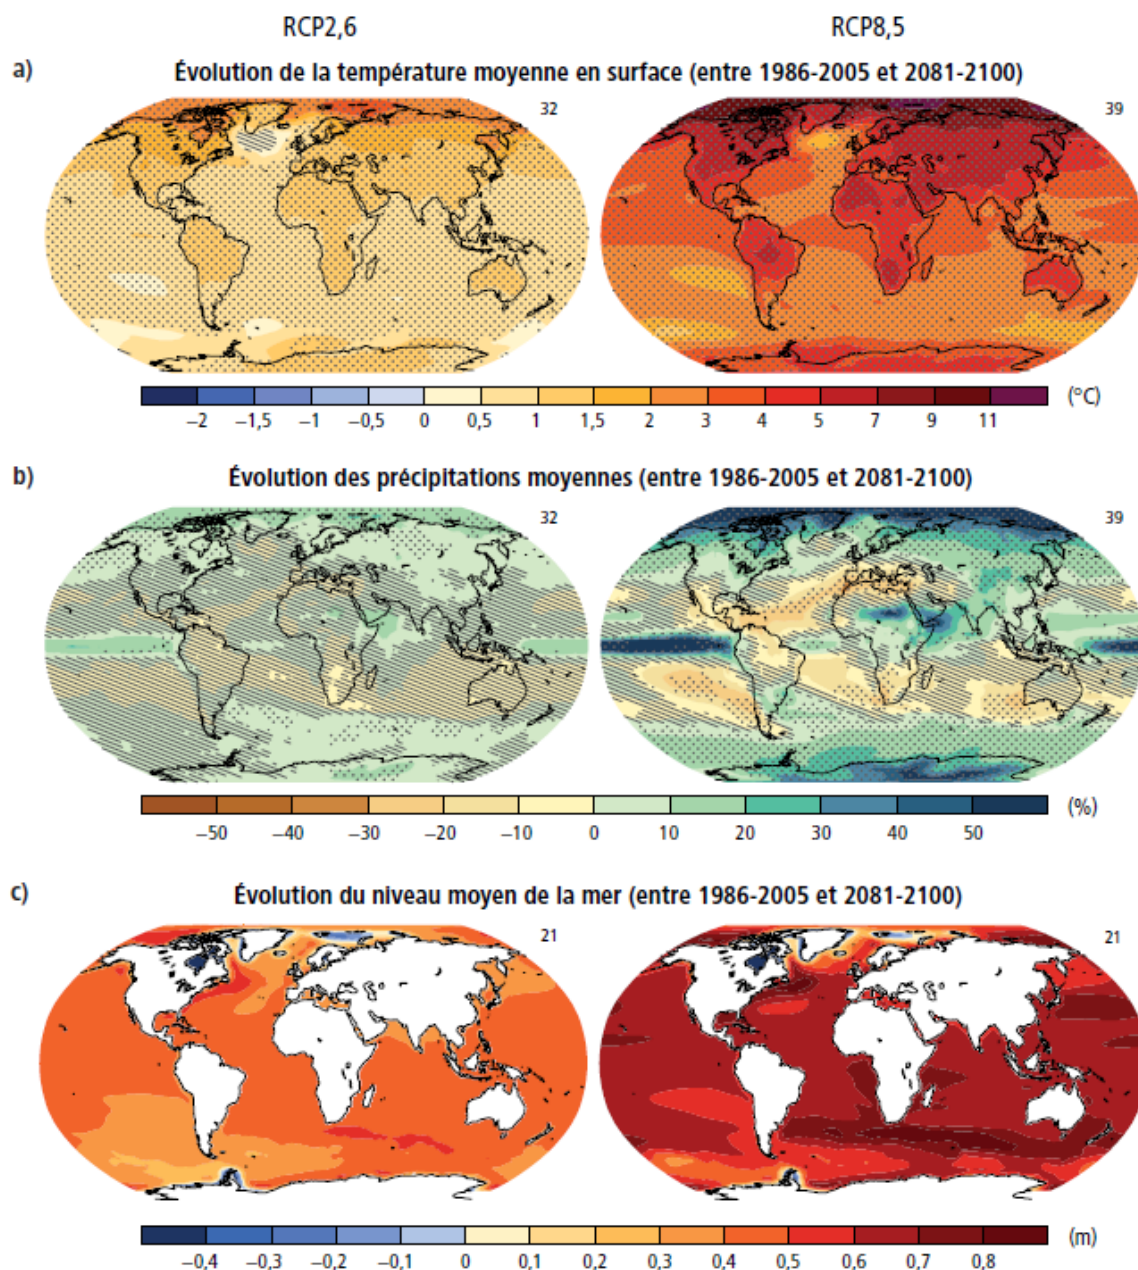 RCP2,6 RCP8,5
a) Évolution de la température moyenne en surface (entre 1986-2005 et 2081-2100)
32 39
−2 −1,5 −1 −0,5 0 0,5 1 1,5 2 3 4 5 7 9 11 (°C)
b) Évolution des précipitations moyennes (entre 1986-2005 et 2081-2100)
32 39
−50 −40 −30 −20 −10 0 10 20 30 40 50 (%)
c) Évolution du niveau moyen de la mer (entre 1986-2005 et 2081-2100)
21 21
−0,4 −0,3 −0,2 −0,1 0 0,1 0,2 0,3 0,4 0,5 0,6 0,7 0,8 (m)